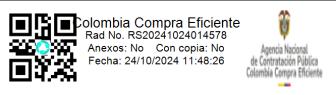 Colombia Compra Eficiente
Rad No. RS20241024014578
Anexos: No Con copia: No
Fecha: 24/10/2024 11:48:26
Agencia Nacional
de Contratación Pública
Colombia Compra Eficiente